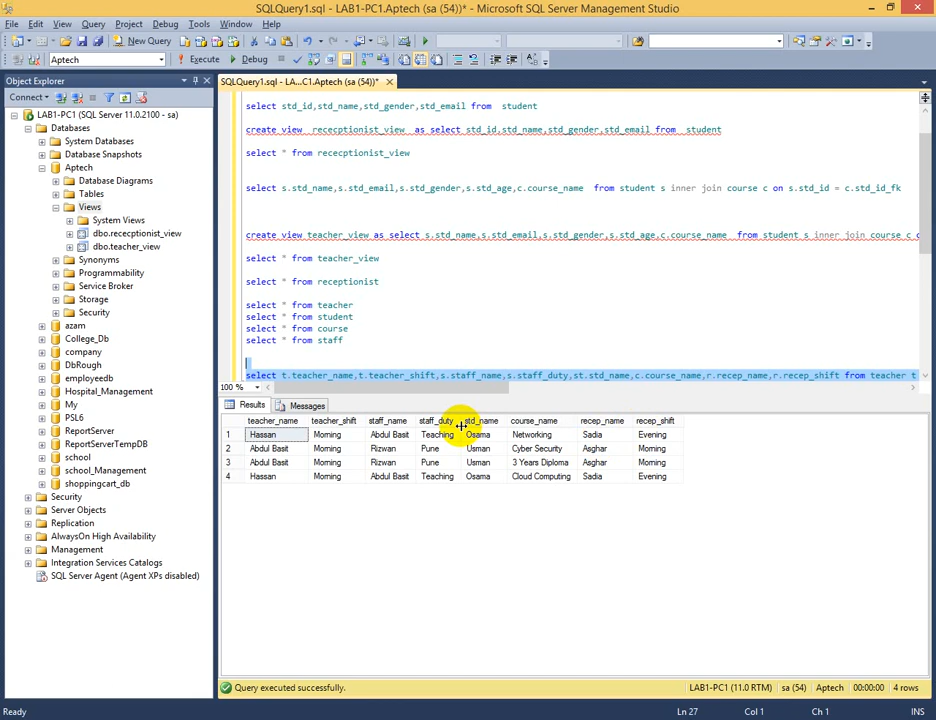 SQLQuery1.sql - LAB1-PC1.Aptech (sa (54))* - Microsoft SQL Server Management Studio
File Edit View Query Project Debug Tools Window Help
New Query
Aptech Execute Debug
Object Explorer
Connect
LAB1-PC1 (SQL Server 11.0.2100 - sa)
Databases
System Databases
Database Snapshots
Aptech
Database Diagrams
Tables
Views
System Views
dbo.rececptionist_view
dbo.teacher_view
Synonyms
Programmability
Service Broker
Storage
Security
azam
College_Db
company
DbRough
employeedb
Hospital_Management
My
PSL6
ReportServer
ReportServerTempDB
school
school_Management
shoppingcart_db
Security
Server Objects
Replication
AlwaysOn High Availability
Management
Integration Services Catalogs
SQL Server Agent (Agent XPs disabled)
SQLQuery1.sql - LA...C1.Aptech (sa (54))*
select std_id,std_name,std_gender,std_email from student
create view rececptionist_view as select std_id,std_name,std_gender,std_email from student
select * from rececptionist_view
select s.std_name,s.std_email,s.std_gender,s.std_age,c.course_name from student s inner join course c on s.std_id = c.std_id_fk
create view teacher_view as select s.std_name,s.std_email,s.std_gender,s.std_age,c.course_name from student s inner join course c
select * from teacher_view
select * from receptionist
select * from teacher
select * from student
select * from course
select * from staff
select t.teacher_name,t.teacher_shift,s.staff_name,s.staff_duty,st.std_name,c.course_name,r.recep_name,r.recep_shift from teacher t
100 %
Results Messages
teacher_name teacher_shift staff_name staff_duty std_name course_name recep_name recep_shift
1 Hassan Morning Abdul Basit Teaching Osama Networking Sadia Evening
2 Abdul Basit Morning Rizwan Pune Usman Cyber Security Asghar Morning
3 Abdul Basit Morning Rizwan Pune Usman 3 Years Diploma Asghar Morning
4 Hassan Morning Abdul Basit Teaching Osama Cloud Computing Sadia Evening
Query executed successfully. LAB1-PC1 (11.0 RTM) sa (54) Aptech 00:00:00 4 rows
Ready Ln 27 Col 1 Ch 1 INS